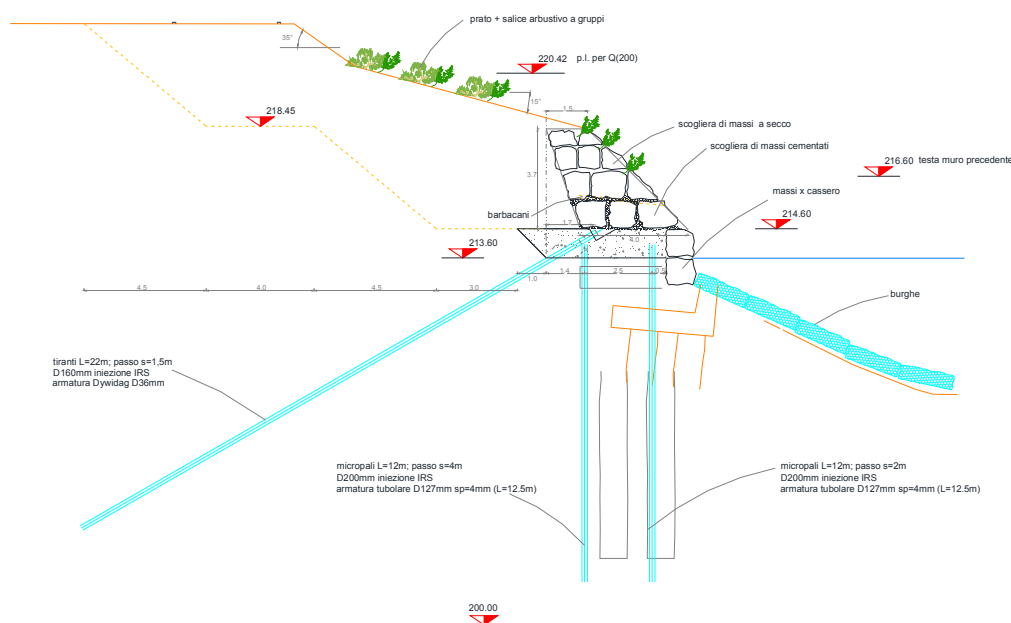 prato + salice arbustivo a gruppi
35°
220.42 p.l. per Q(200)
15°
1.5
218.45
scogliera di massi a secco
scogliera di massi cementati
216.60 testa muro precedente
3.7
massi x cassero
barbacani
1.7
214.60
4.0
213.60
1.4
2.5
0.5
1.0
4.5
4.0
4.5
3.0
burghe
tiranti L=22m; passo s=1,5m
D160mm iniezione IRS
armatura Dywidag D36mm
micropali L=12m; passo s=4m
D200mm iniezione IRS
armatura tubolare D127mm sp=4mm (L=12.5m)
micropali L=12m; passo s=2m
D200mm iniezione IRS
armatura tubolare D127mm sp=4mm (L=12.5m)
200.00